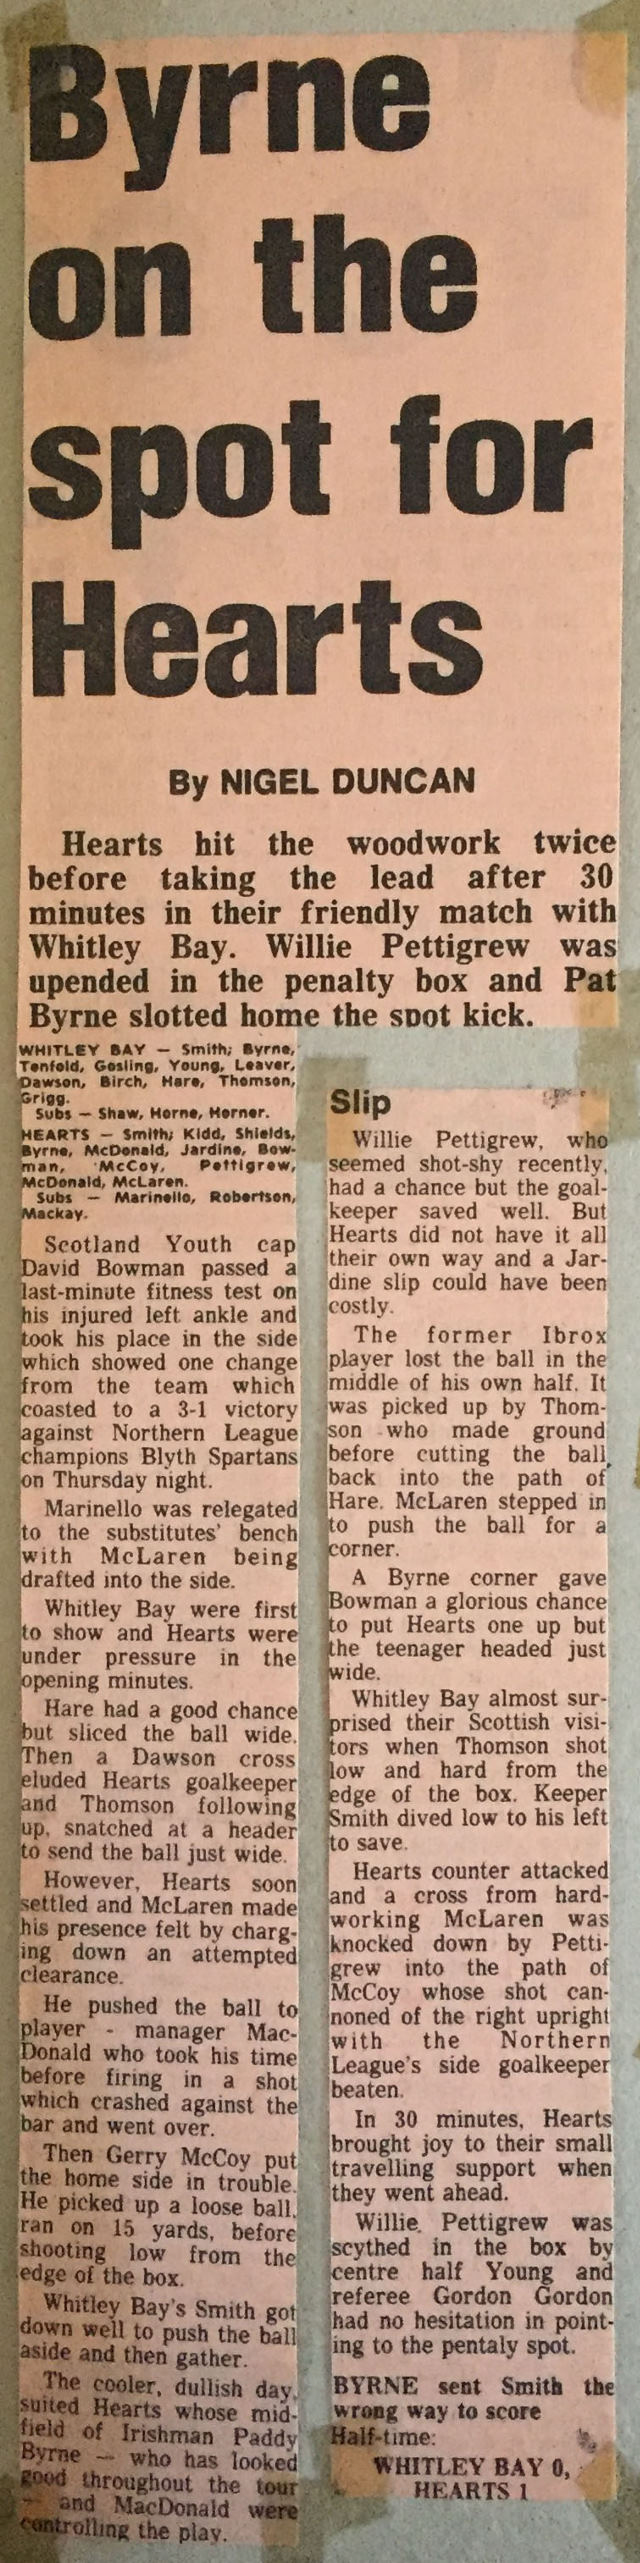 Byrne
on the
spot for
Hearts
By NIGEL DUNCAN
Hearts hit the woodwork twice
before taking the lead after 30
minutes in their friendly match with
Whitley Bay. Willie Pettigrew was
upended in the penalty box and Pat
Byrne slotted home the spot kick.
WHITLEY BAY — Smith; Byrne,
Tenfold, Gosling, Young, Leaver,
Dawson, Birch, Hare, Thomson,
Grigg.
Subs — Shaw, Horne, Horner.
HEARTS — Smith; Kidd, Shields,
Byrne, McDonald, Jardine, Bow-
man, McCoy, Pettigrew,
McDonald, McLaren.
Subs — Marinello, Robertson,
Mackay.
Scotland Youth cap
David Bowman passed a
last-minute fitness test on
his injured left ankle and
took his place in the side
which showed one change
from the team which
coasted to a 3-1 victory
against Northern League
champions Blyth Spartans
on Thursday night.
Marinello was relegated
to the substitutes' bench
with McLaren being
drafted into the side.
Whitley Bay were first
to show and Hearts were
under pressure in the
opening minutes.
Hare had a good chance
but sliced the ball wide.
Then a Dawson cross
eluded Hearts goalkeeper
and Thomson following
up, snatched at a header
to send the ball just wide.
However, Hearts soon
settled and McLaren made
his presence felt by charg-
ing down an attempted
clearance.
He pushed the ball to
player - manager Mac-
Donald who took his time
before firing in a shot
which crashed against the
bar and went over.
Then Gerry McCoy put
the home side in trouble.
He picked up a loose ball,
ran on 15 yards, before
shooting low from the
edge of the box.
Whitley Bay's Smith got
down well to push the ball
aside and then gather.
The cooler, dullish day,
suited Hearts whose mid-
field of Irishman Paddy
Byrne — who has looked
good throughout the tour
— and MacDonald were
controlling the play.
Slip
Willie Pettigrew, who
seemed shot-shy recently,
had a chance but the goal-
keeper saved well. But
Hearts did not have it all
their own way and a Jar-
dine slip could have been
costly.
The former Ibrox
player lost the ball in the
middle of his own half. It
was picked up by Thom-
son who made ground
before cutting the ball
back into the path of
Hare. McLaren stepped in
to push the ball for a
corner.
A Byrne corner gave
Bowman a glorious chance
to put Hearts one up but
the teenager headed just
wide.
Whitley Bay almost sur-
prised their Scottish visi-
tors when Thomson shot
low and hard from the
edge of the box. Keeper
Smith dived low to his left
to save.
Hearts counter attacked
and a cross from hard-
working McLaren was
knocked down by Petti-
grew into the path of
McCoy whose shot can-
noned of the right upright
with the Northern
League's side goalkeeper
beaten.
In 30 minutes, Hearts
brought joy to their small
travelling support when
they went ahead.
Willie Pettigrew was
scythed in the box by
centre half Young and
referee Gordon Gordon
had no hesitation in point-
ing to the pentaly spot.
BYRNE sent Smith the
wrong way to score
Half-time:
WHITLEY BAY 0,
HEARTS 1